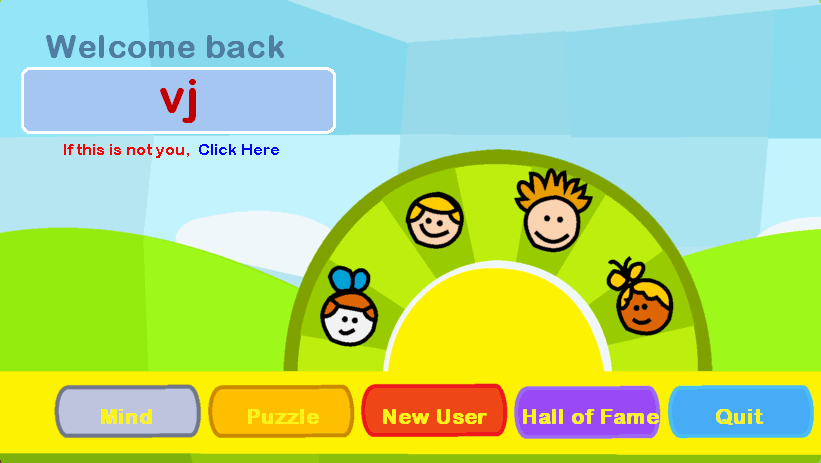 Welcome back
vj
If this is not you, Click Here
Mind
Puzzle
New User
Hall of Fame
Quit